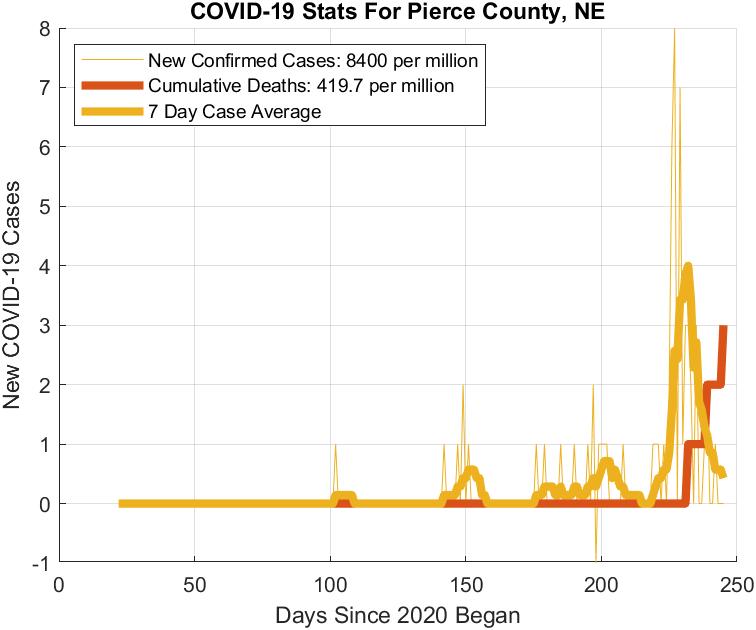 COVID-19 Stats For Pierce County, NE
New Confirmed Cases: 8400 per million
Cumulative Deaths: 419.7 per million
7 Day Case Average
New COVID-19 Cases
8
7
6
5
4
3
2
1
0
-1
0 50 100 150 200 250
Days Since 2020 Began